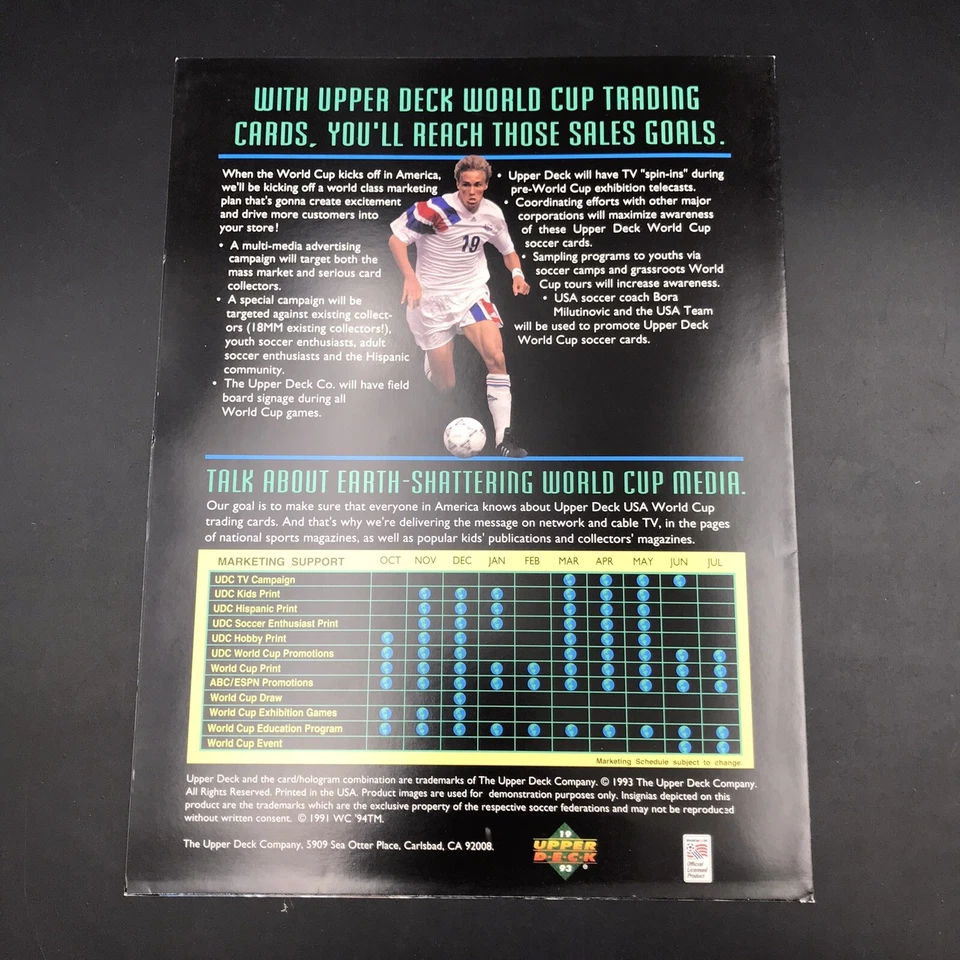 WITH UPPER DECK WORLD CUP TRADING
CARDS, YOU'LL REACH THOSE SALES GOALS.
When the World Cup kicks off in America,
we'll be kicking off a world class marketing
plan that's gonna create excitement
and drive more customers into
your store!
• A multi-media advertising
campaign will target both the
mass market and serious card
collectors.
• A special campaign will be
targeted against existing collect-
ors (18MM existing collectors!),
youth soccer enthusiasts, adult
soccer enthusiasts and the Hispanic
community.
• The Upper Deck Co. will have field
board signage during all
World Cup games.
• Upper Deck will have TV "spin-ins" during
pre-World Cup exhibition telecasts.
• Coordinating efforts with other major
corporations will maximize awareness
of these Upper Deck World Cup
soccer cards.
• Sampling programs to youths via
soccer camps and grassroots World
Cup tours will increase awareness.
• USA soccer coach Bora
Milutinovic and the USA Team
will be used to promote Upper Deck
World Cup soccer cards.
19
TALK ABOUT EARTH-SHATTERING WORLD CUP MEDIA.
Our goal is to make sure that everyone in America knows about Upper Deck USA World Cup
trading cards. And that's why we're delivering the message on network and cable TV, in the pages
of national sports magazines, as well as popular kids' publications and collectors' magazines.
MARKETING SUPPORT OCT NOV DEC JAN FEB MAR APR MAY JUN JUL
UDC TV Campaign
UDC Kids Print
UDC Hispanic Print
UDC Soccer Enthusiast Print
UDC Hobby Print
UDC World Cup Promotions
World Cup Print
ABC/ESPN Promotions
World Cup Draw
World Cup Exhibition Games
World Cup Education Program
World Cup Event
Marketing Schedule subject to change.
Upper Deck and the card/hologram combination are trademarks of The Upper Deck Company. © 1993 The Upper Deck Company.
All Rights Reserved. Printed in the USA. Product images are used for demonstration purposes only. Insignias depicted on this
product are the trademarks which are the exclusive property of the respective soccer federations and may not be reproduced
without written consent. © 1991 WC '94TM.
The Upper Deck Company, 5909 Sea Otter Place, Carlsbad, CA 92008.
19
UPPER
DECK
93
®
Official
Licensed
Product